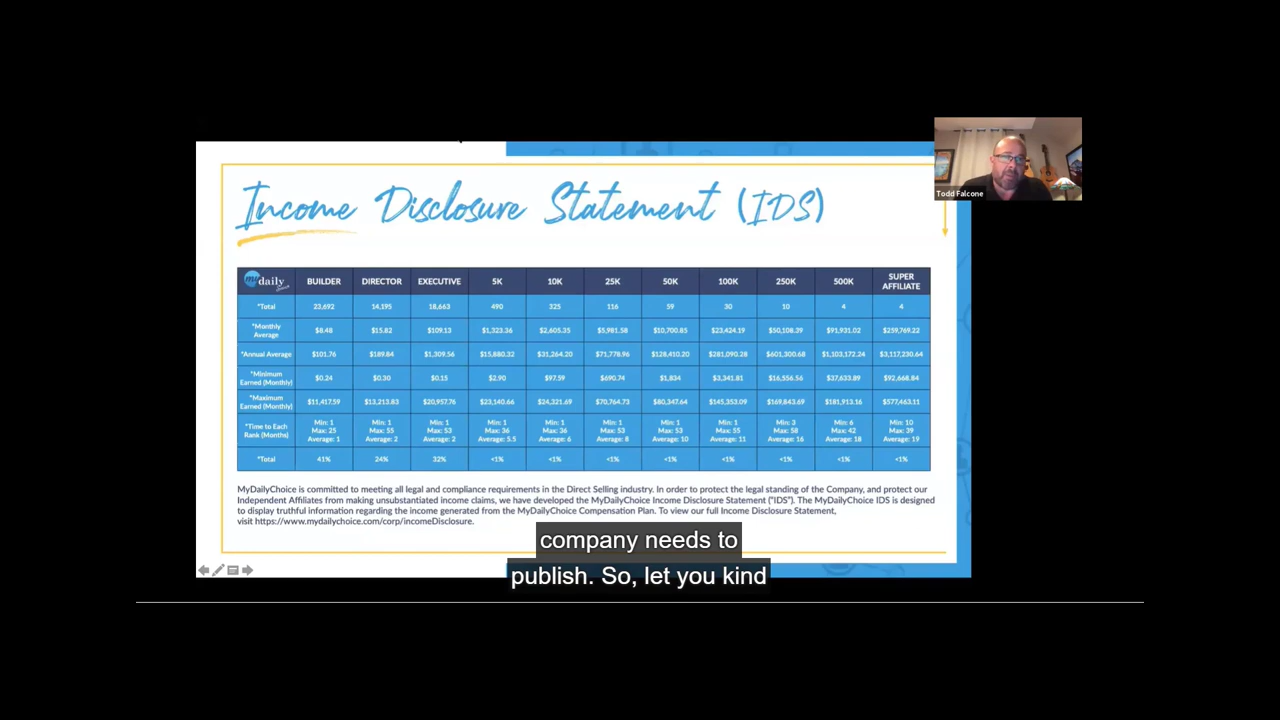 Todd Falcone
Income Disclosure Statement (IDS)
my daily choice BUILDER DIRECTOR EXECUTIVE 5K 10K 25K 50K 100K 250K 500K SUPER AFFILIATE
*Total 23,692 14,195 18,663 490 325 116 59 30 10 4 4
*Monthly Average $8.48 $15.82 $109.13 $1,323.36 $2,605.35 $5,981.58 $10,700.85 $23,424.19 $50,108.39 $91,931.02 $259,769.22
*Annual Average $101.76 $189.84 $1,309.56 $15,880.32 $31,264.20 $71,778.96 $128,410.20 $281,090.28 $601,300.68 $1,103,172.24 $3,117,230.64
*Minimum Earned (Monthly) $0.24 $0.30 $0.15 $2.90 $97.59 $690.74 $1,834 $3,341.81 $16,556.56 $37,633.89 $92,668.84
*Maximum Earned (Monthly) $11,417.59 $13,213.83 $20,957.76 $23,140.66 $24,321.69 $70,764.73 $80,347.64 $145,353.09 $169,843.69 $181,913.16 $577,463.11
*Time to Each Rank (Months) Min: 1 Max: 25 Average: 1 Min: 1 Max: 55 Average: 2 Min: 1 Max: 53 Average: 2 Min: 1 Max: 36 Average: 5.5 Min: 1 Max: 36 Average: 6 Min: 1 Max: 53 Average: 8 Min: 1 Max: 53 Average: 10 Min: 1 Max: 55 Average: 11 Min: 3 Max: 58 Average: 16 Min: 6 Max: 42 Average: 18 Min: 10 Max: 39 Average: 19
*Total 41% 24% 32% <1% <1% <1% <1% <1% <1% <1% <1%
MyDailyChoice is committed to meeting all legal and compliance requirements in the Direct Selling industry. In order to protect the legal standing of the Company, and protect our
Independent Affiliates from making unsubstantiated income claims, we have developed the MyDailyChoice Income Disclosure Statement ("IDS"). The MyDailyChoice IDS is designed
to display truthful information regarding the income generated from the MyDailyChoice Compensation Plan. To view our full Income Disclosure Statement,
visit https://www.mydailychoice.com/corp/incomeDisclosure.
company needs to
publish. So, let you kind